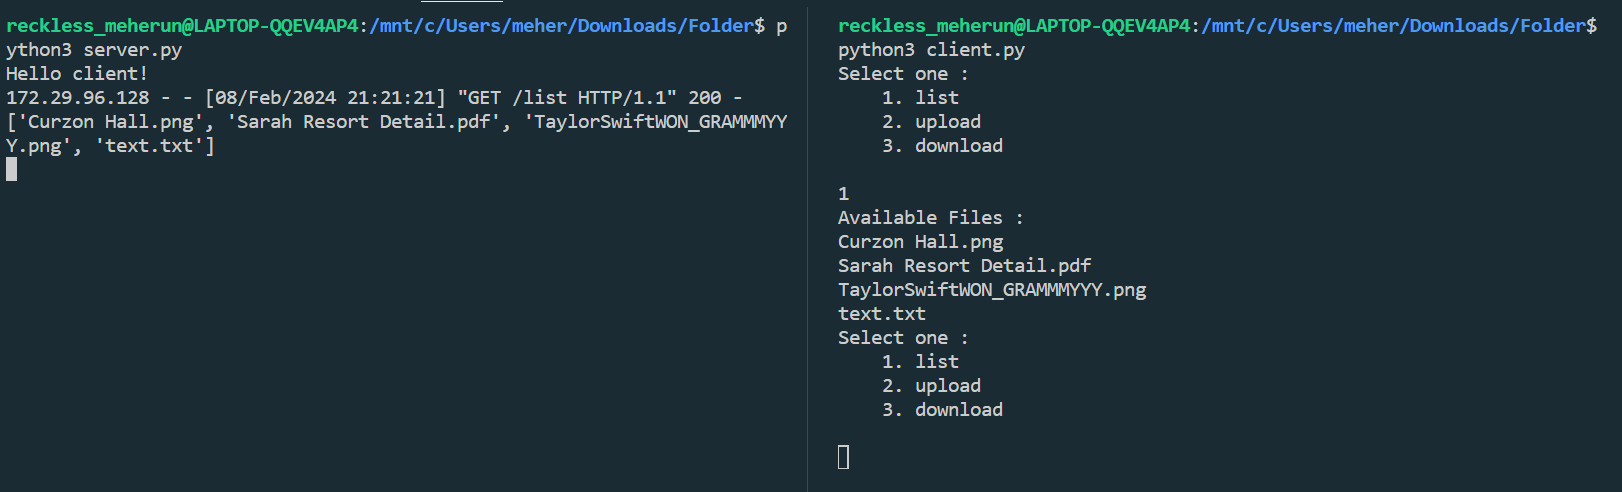 reckless_meherun@LAPTOP-QQEV4AP4:/mnt/c/Users/meher/Downloads/Folder$ p
ython3 server.py
Hello client!
172.29.96.128 - - [08/Feb/2024 21:21:21] "GET /list HTTP/1.1" 200 -
['Curzon Hall.png', 'Sarah Resort Detail.pdf', 'TaylorSwiftWON_GRAMMMYY
Y.png', 'text.txt']
reckless_meherun@LAPTOP-QQEV4AP4:/mnt/c/Users/meher/Downloads/Folder$
python3 client.py
Select one :
    1. list
    2. upload
    3. download

1
Available Files :
Curzon Hall.png
Sarah Resort Detail.pdf
TaylorSwiftWON_GRAMMMYYY.png
text.txt
Select one :
    1. list
    2. upload
    3. download